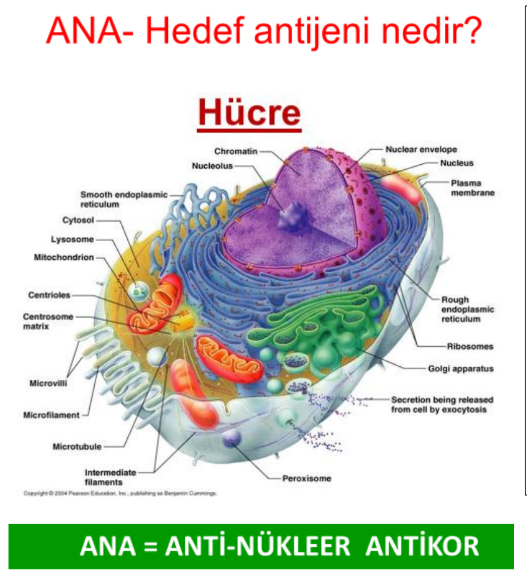 ANA- Hedef antijeni nedir?
Hücre
Chromatin
Nucleolus
Nuclear envelope
Nucleus
Plasma
membrane
Smooth endoplasmic
reticulum
Cytosol
Lysosome
Mitochondrion
Centrioles
Centrosome
matrix
Microvilli
Microfilament
Microtubule
Intermediate
filaments
Rough
endoplasmic
reticulum
Ribosomes
Golgi apparatus
Secretion being released
from cell by exocytosis
Peroxisome
Copyright © 2004 Pearson Education, Inc., publishing as Benjamin Cummings.
ANA = ANTİ-NÜKLEER ANTİKOR